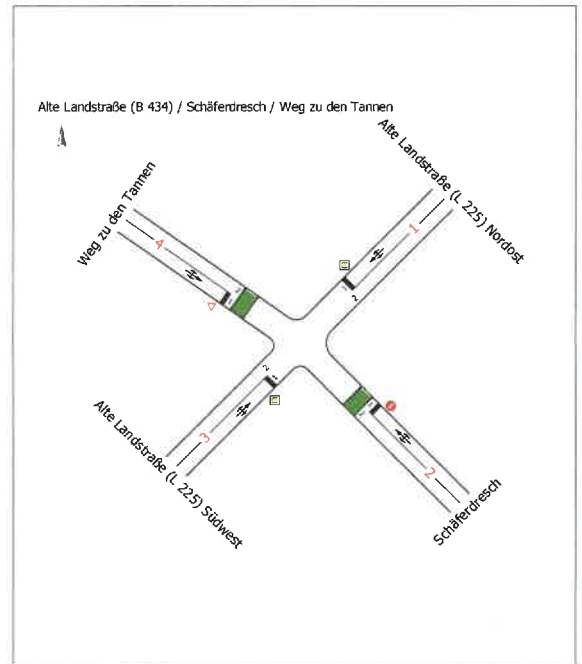 Alte Landstraße (B 434) / Schäferdresch / Weg zu den Tannen
Alte Landstraße (L 225) Nordost
Weg zu den Tannen
4
1
2
2
3
2
Alte Landstraße (L 225) Südwest
Schäferdresch